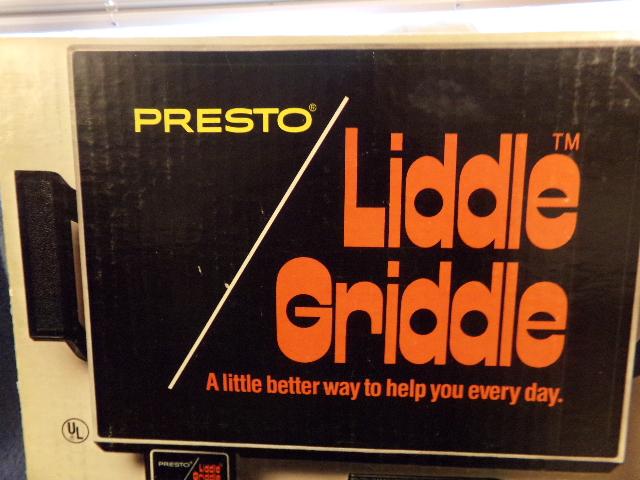 PRESTO®
Liddle™
Griddle
A little better way to help you every day.
UL
PRESTO Liddle
Griddle